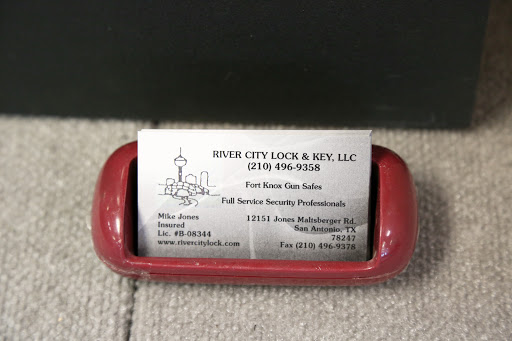 RIVER CITY LOCK & KEY, LLC
(210) 496-9358
Fort Knox Gun Safes
Full Service Security Professionals
Mike Jones
Insured
Lic. #B-08344
www.rivercitylock.com
12151 Jones Maltsberger Rd.
San Antonio, TX
78247
Fax (210) 496-9378